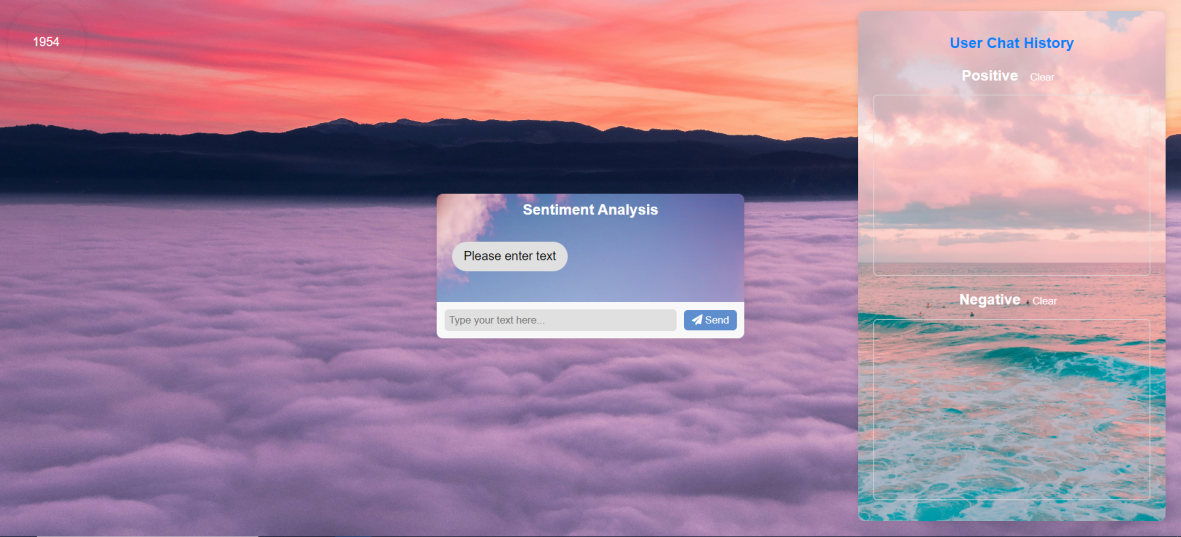 1954
User Chat History
Positive Clear
Sentiment Analysis
Please enter text
Type your text here...
Send
Negative Clear